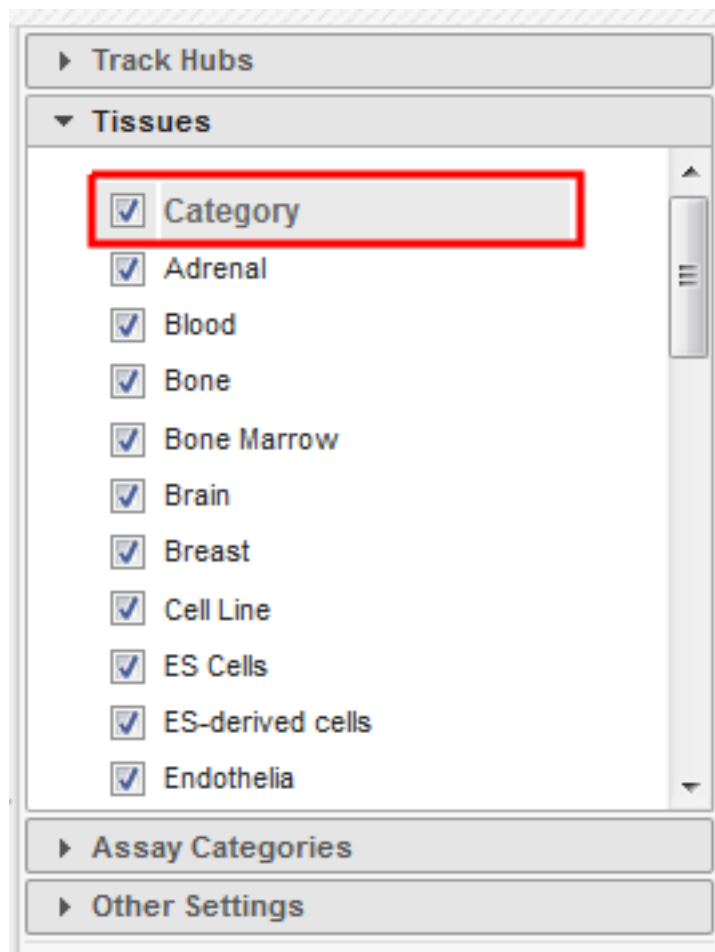 Track Hubs
Tissues
Category
Adrenal
Blood
Bone
Bone Marrow
Brain
Breast
Cell Line
ES Cells
ES-derived cells
Endothelia
Assay Categories
Other Settings